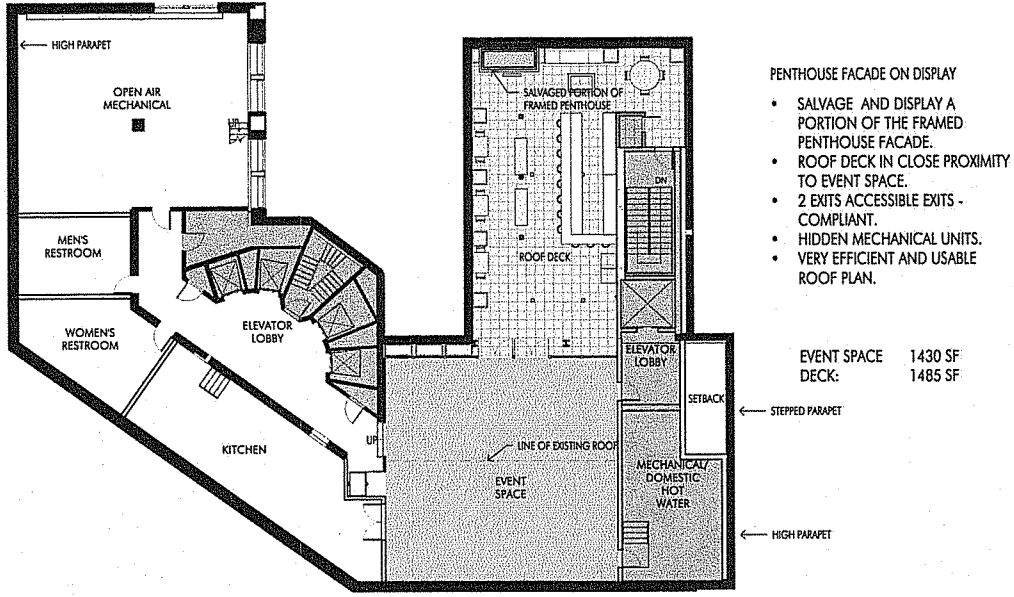 HIGH PARAPET
OPEN AIR
MECHANICAL
UP
MEN'S
RESTROOM
WOMEN'S
RESTROOM
ELEVATOR
LOBBY
KITCHEN
UP
SALVAGED PORTION OF
FRAMED PENTHOUSE
DN
ROOF DECK
ELEVATOR
LOBBY
SETBACK
LINE OF EXISTING ROOF
EVENT
SPACE
MECHANICAL/
DOMESTIC
HOT
WATER
STEPPED PARAPET
HIGH PARAPET
PENTHOUSE FACADE ON DISPLAY
• SALVAGE AND DISPLAY A
PORTION OF THE FRAMED
PENTHOUSE FACADE.
• ROOF DECK IN CLOSE PROXIMITY
TO EVENT SPACE.
• 2 EXITS ACCESSIBLE EXITS -
COMPLIANT.
• HIDDEN MECHANICAL UNITS.
• VERY EFFICIENT AND USABLE
ROOF PLAN.
EVENT SPACE 1430 SF
DECK: 1485 SF